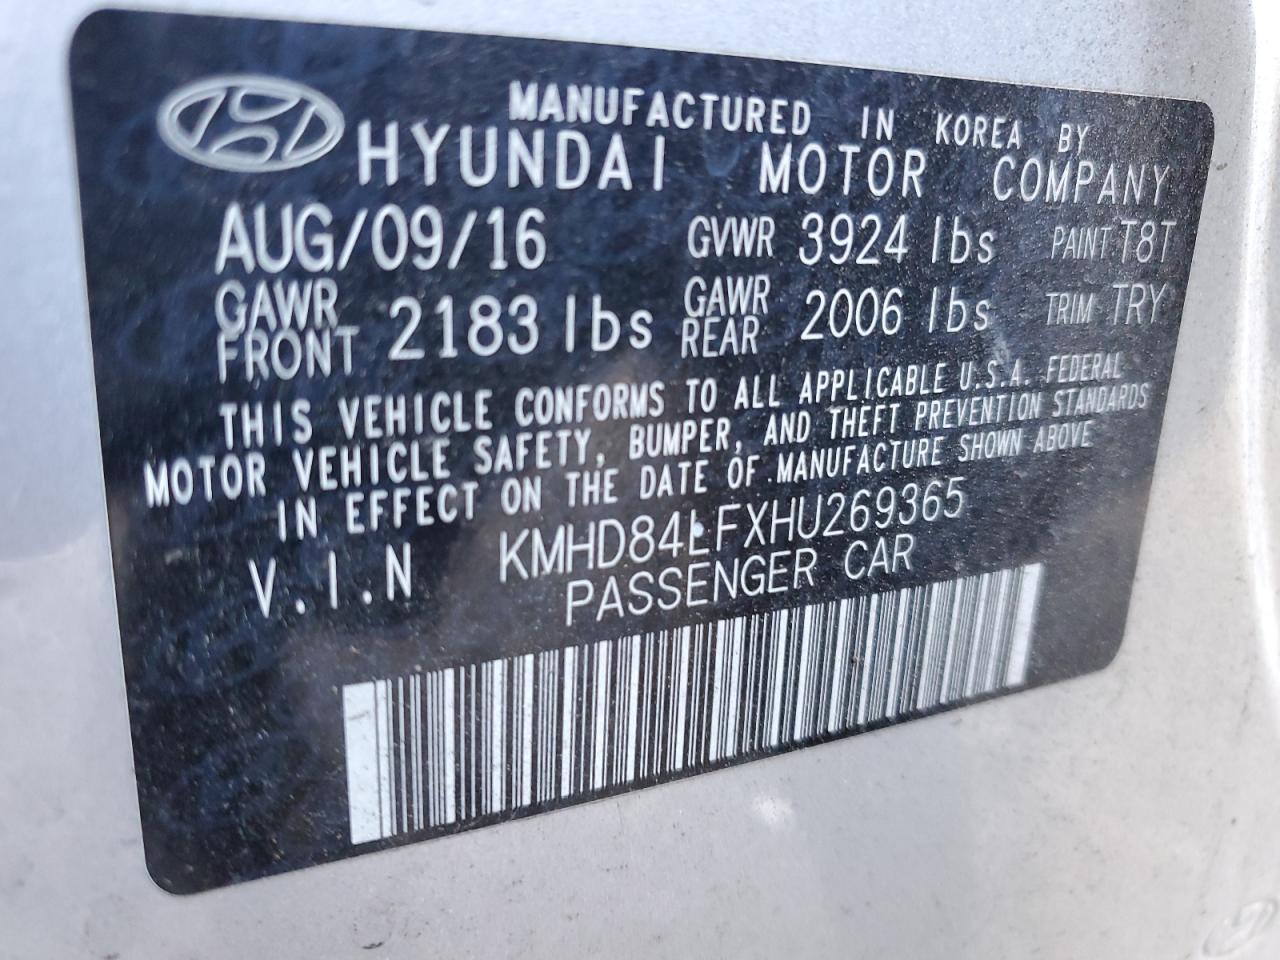 MANUFACTURED IN KOREA BY
HYUNDAI MOTOR COMPANY
AUG/09/16 GVWR 3924 lbs PAINT T8T
GAWR FRONT 2183 lbs GAWR REAR 2006 lbs TRIM TRY
THIS VEHICLE CONFORMS TO ALL APPLICABLE U.S.A. FEDERAL
MOTOR VEHICLE SAFETY, BUMPER, AND THEFT PREVENTION STANDARDS
IN EFFECT ON THE DATE OF MANUFACTURE SHOWN ABOVE
V.I.N KMHD84LFXHU269365
PASSENGER CAR